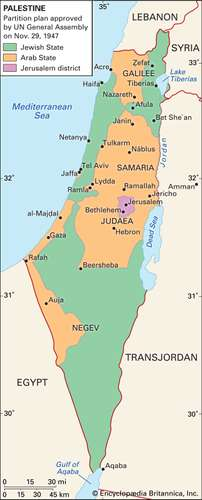 PALESTINE
Partition plan approved
by UN General Assembly
on Nov. 29, 1947
Jewish State
Arab State
Jerusalem district
LEBANON
SYRIA
Zefat
Acre
GALILEE
Haifa
Tiberias
Lake
Tiberias
Nazareth
Afula
Mediterranean
Sea
Janin
Bet She'an
Netanya
Tulkarm
Nablus
Jordan
SAMARIA
Tel Aviv
Jaffa
32°
32°
Lydda
Ramla
Ramallah
Amman
Jericho
Jerusalem
al-Majdal
Bethlehem
JUDAEA
Dead Sea
Gaza
Hebron
Rafah
Beersheba
31°
31°
Auja
NEGEV
TRANSJORDAN
EGYPT
30°
30°
0 15 30 mi
0 15 30 45 km
Gulf of
Aqaba
Aqaba
© Encyclopædia Britannica, Inc.